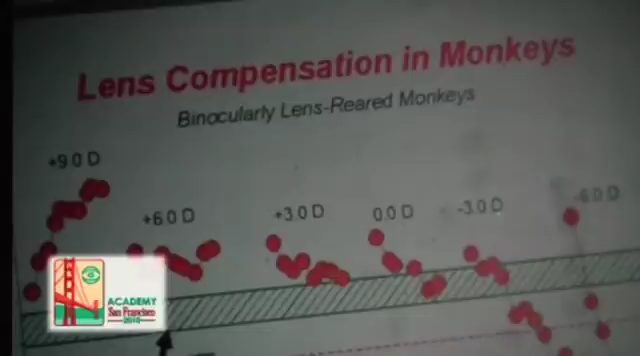 Lens Compensation in Monkeys
Binocularly Lens-Reared Monkeys
+9.0 D
+6.0 D
+3.0 D
0.0 D
-3.0 D
-6.0 D
ACADEMY
San Francisco
2010